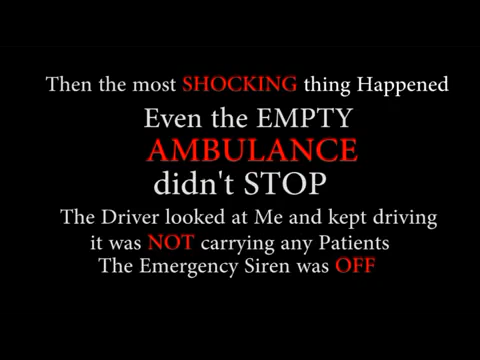 Then the most SHOCKING thing Happened
Even the EMPTY
AMBULANCE
didn't STOP
The Driver looked at Me and kept driving
it was NOT carrying any Patients
The Emergency Siren was OFF